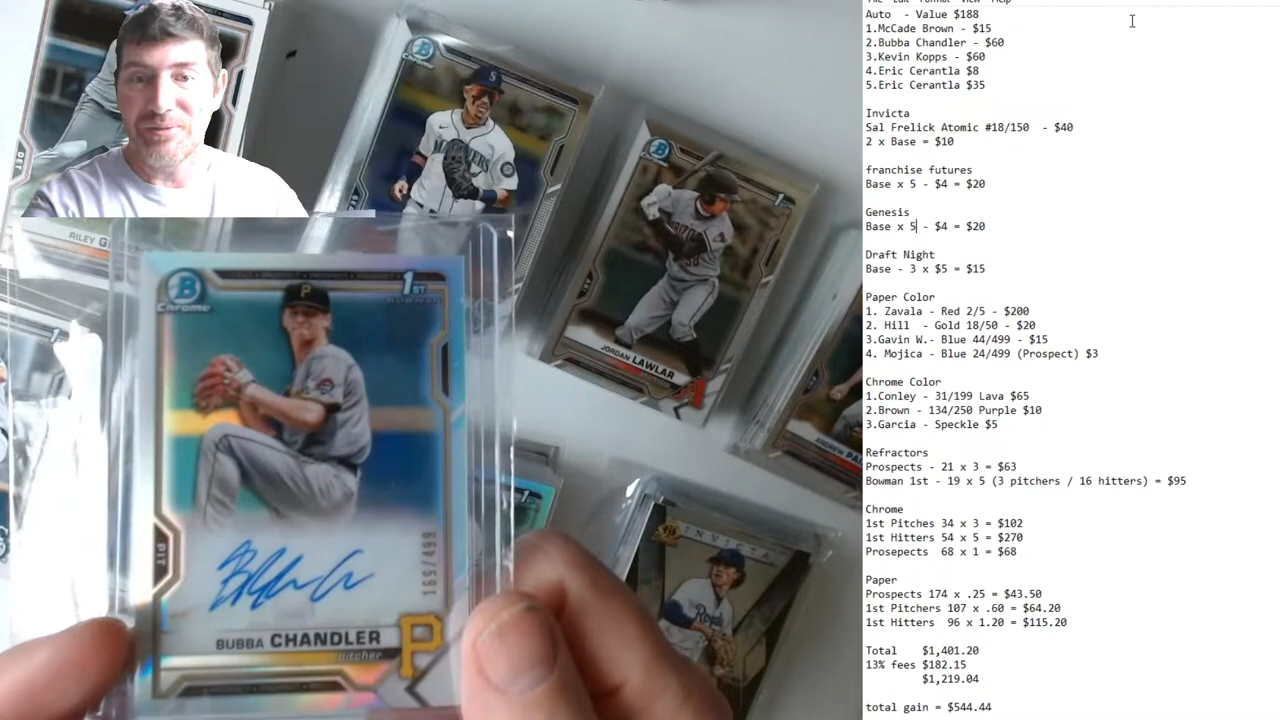 Auto - Value $188
1.McCade Brown - $15
2.Bubba Chandler - $60
3.Kevin Kopps - $60
4.Eric Cerantla $8
5.Eric Cerantla $35
Invicta
Sal Frelick Atomic #18/150 - $40
2 x Base = $10
franchise futures
Base x 5 - $4 = $20
Genesis
Base x 5 - $4 = $20
Draft Night
Base - 3 x $5 = $15
Paper Color
1. Zavala - Red 2/5 - $200
2. Hill - Gold 18/50 - $20
3.Gavin W.- Blue 44/499 - $15
4. Mojica - Blue 24/499 (Prospect) $3
Chrome Color
1.Conley - 31/199 Lava $65
2.Brown - 134/250 Purple $10
3.Garcia - Speckle $5
Refractors
Prospects - 21 x 3 = $63
Bowman 1st - 19 x 5 (3 pitchers / 16 hitters) = $95
Chrome
1st Pitches 34 x 3 = $102
1st Hitters 54 x 5 = $270
Prosepects 68 x 1 = $68
Paper
Prospects 174 x .25 = $43.50
1st Pitchers 107 x .60 = $64.20
1st Hitters 96 x 1.20 = $115.20
Total $1,401.20
13% fees $182.15
$1,219.04
total gain = $544.44
RILEY
DET
B
Chrome
S
B
Chrome
1ST
ARI
JORDAN LAWLAR
ANDREW
INVICTA
Royals
B
Chrome
1ST
BOWMAN
P
PIT
169/499
BUBBA CHANDLER
pitcher
P